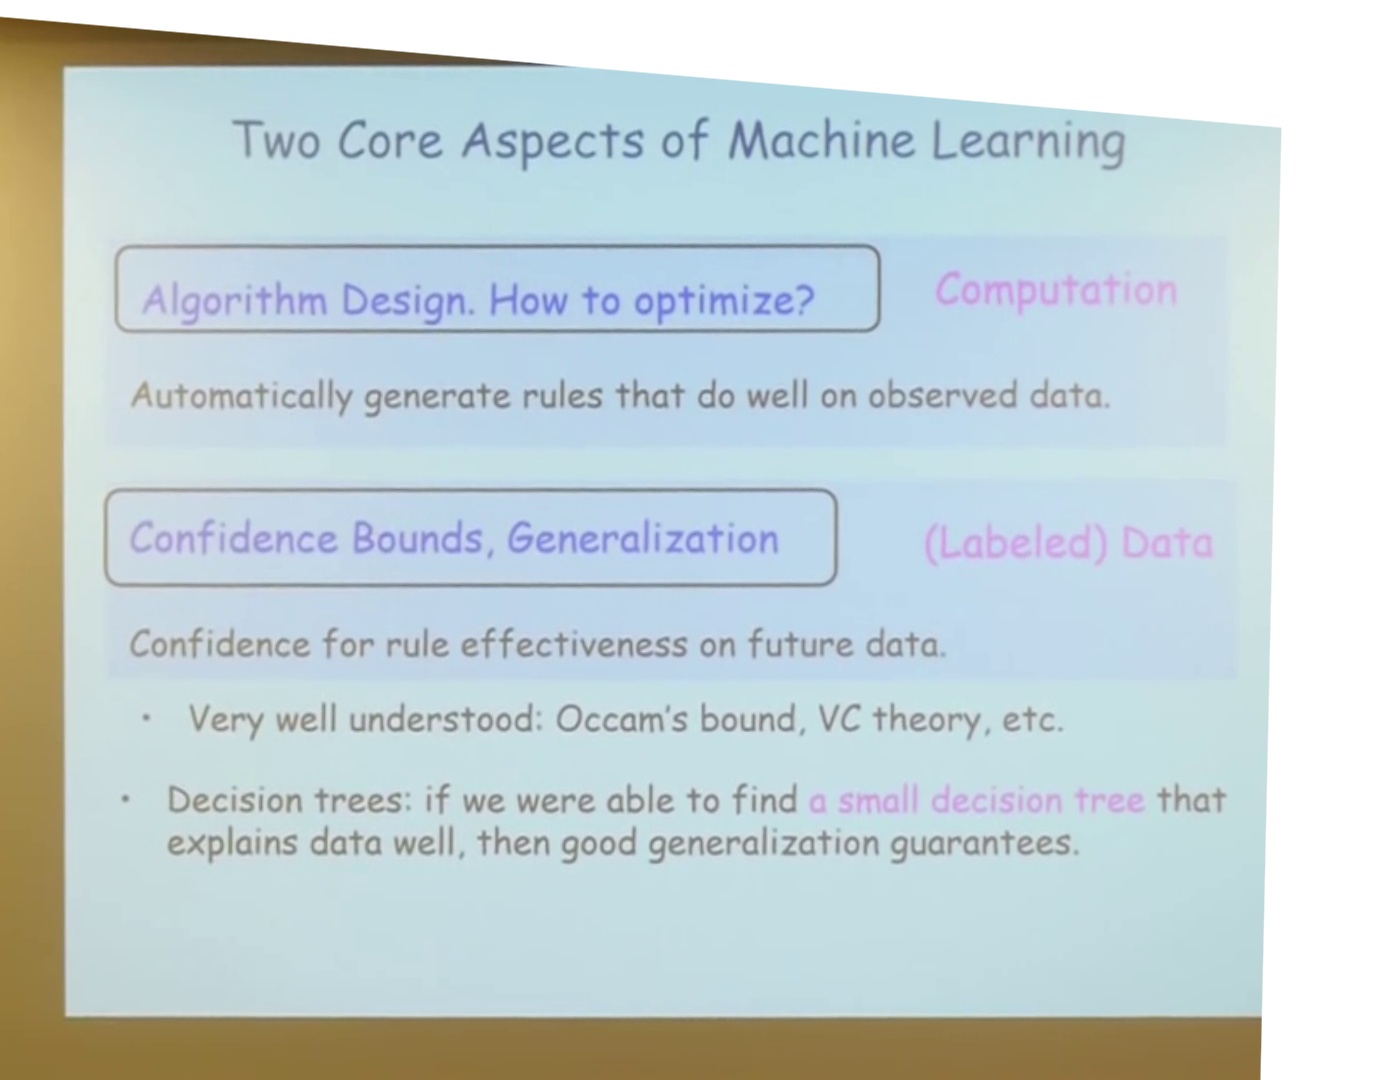 Two Core Aspects of Machine Learning
Algorithm Design. How to optimize?
Computation
Automatically generate rules that do well on observed data.
Confidence Bounds, Generalization
(Labeled) Data
Confidence for rule effectiveness on future data.
• Very well understood: Occam's bound, VC theory, etc.
• Decision trees: if we were able to find a small decision tree that
explains data well, then good generalization guarantees.